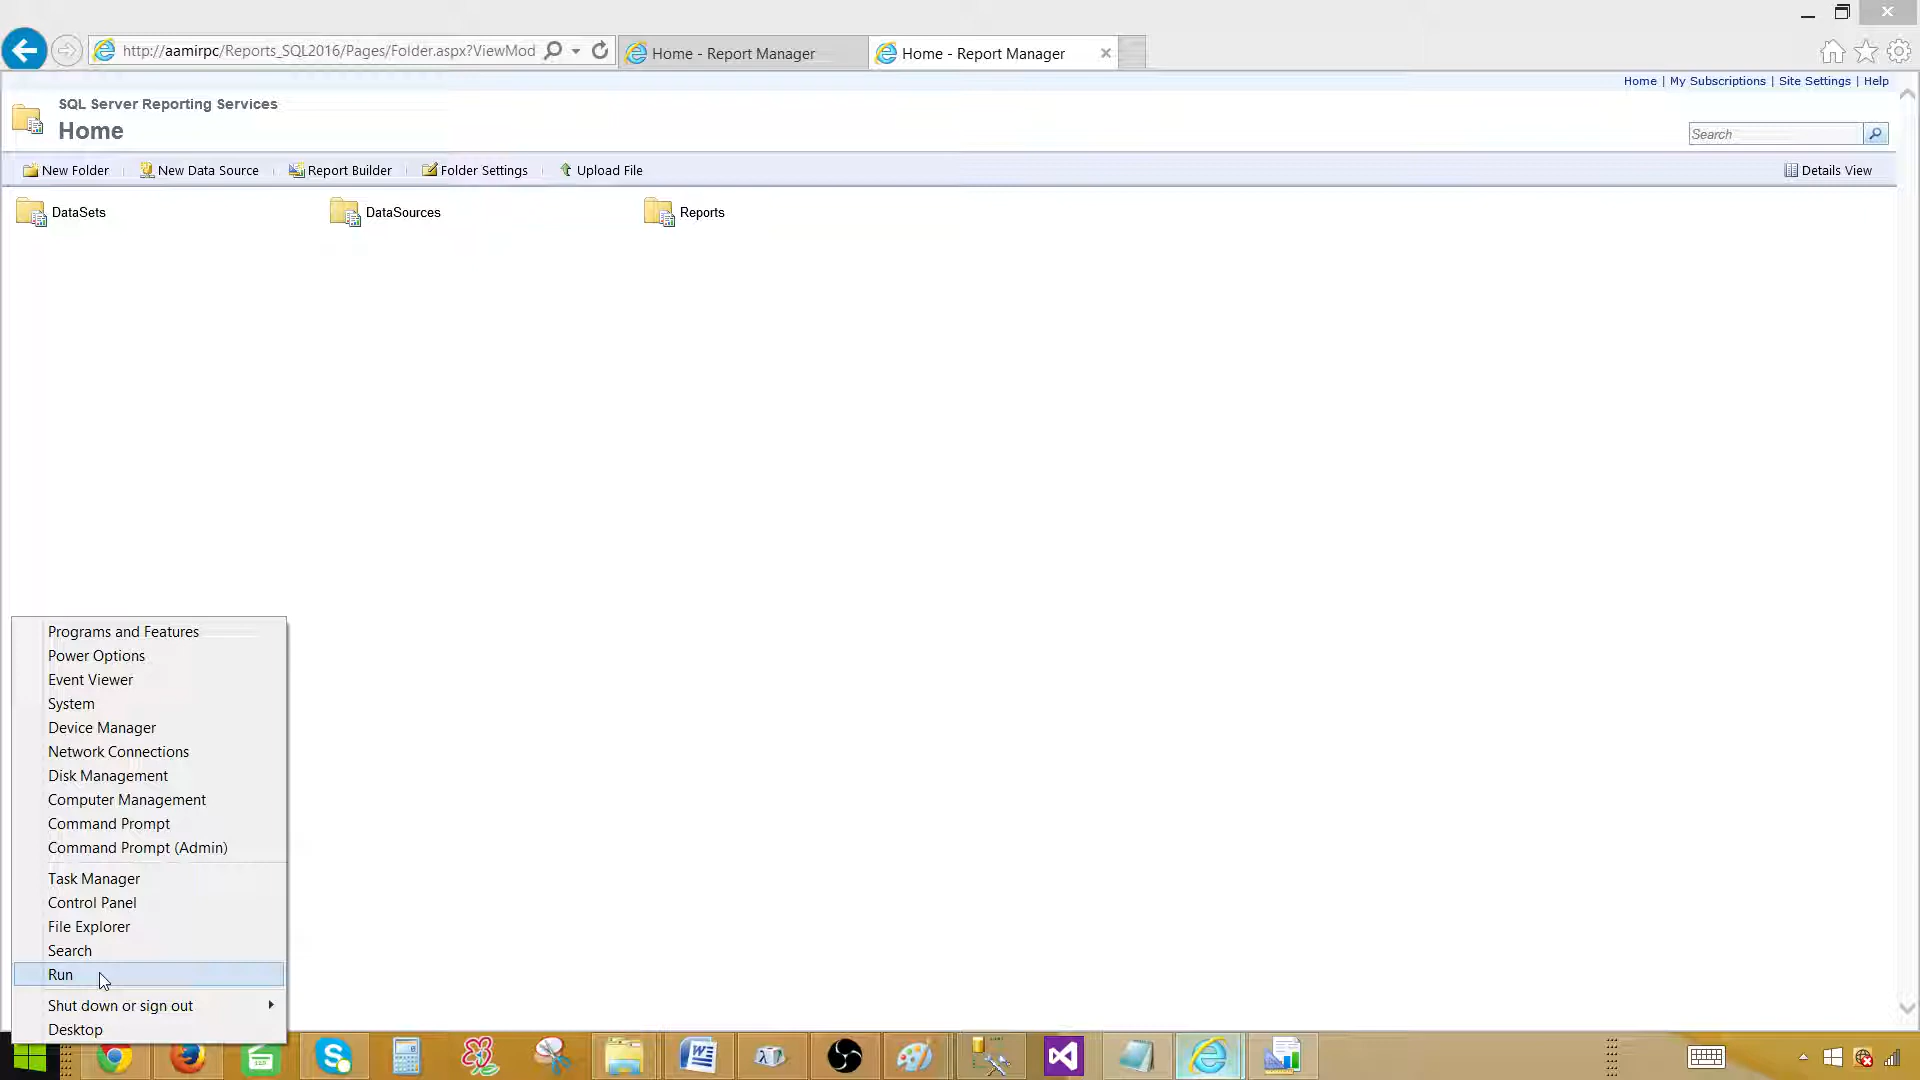 http://aamirpc/Reports_SQL2016/Pages/Folder.aspx?ViewMod
Home - Report Manager
Home - Report Manager
Home | My Subscriptions | Site Settings | Help
SQL Server Reporting Services
Home
Search
New Folder
New Data Source
Report Builder
Folder Settings
Upload File
Details View
DataSets
DataSources
Reports
Programs and Features
Power Options
Event Viewer
System
Device Manager
Network Connections
Disk Management
Computer Management
Command Prompt
Command Prompt (Admin)
Task Manager
Control Panel
File Explorer
Search
Run
Shut down or sign out
Desktop